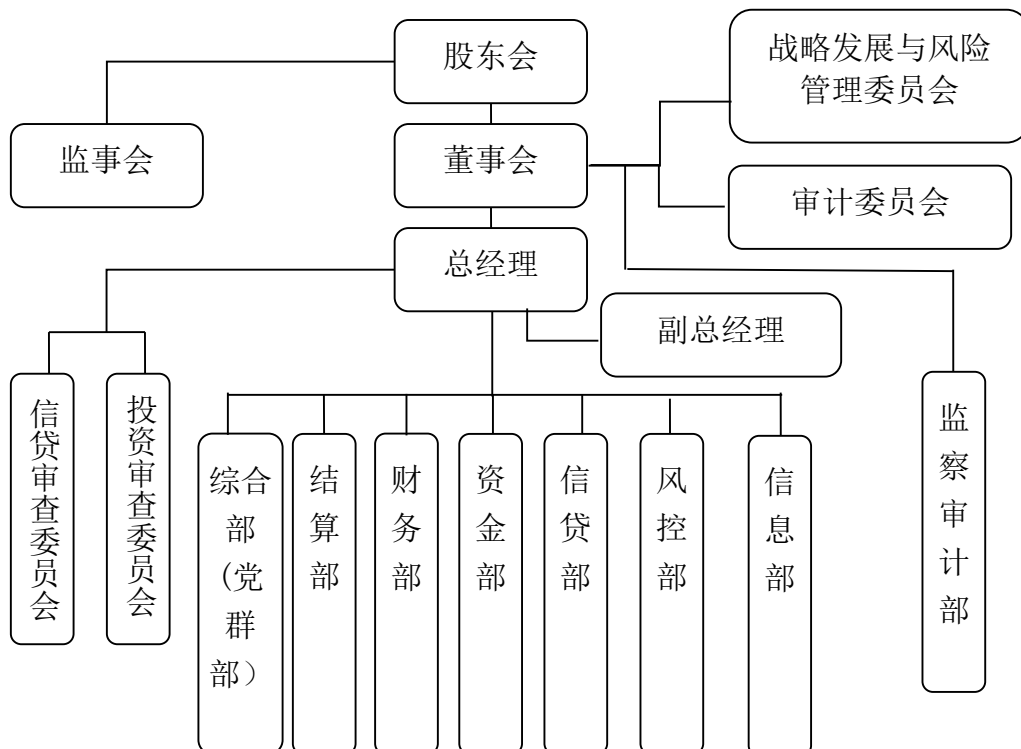 股东会
战略发展与风险
管理委员会
监事会
董事会
审计委员会
总经理
副总经理
信贷审查委员会
投资审查委员会
综合
部
（党
群
部）
结算部
财务部
资金部
信贷部
风控部
信息部
监察审计部